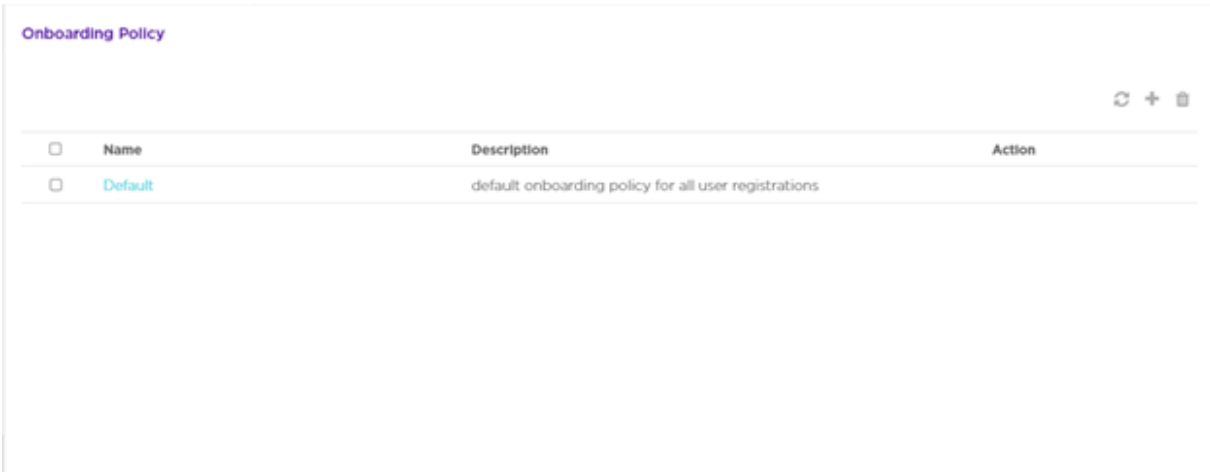 Onboarding Policy
Name Description Action
Default default onboarding policy for all user registrations